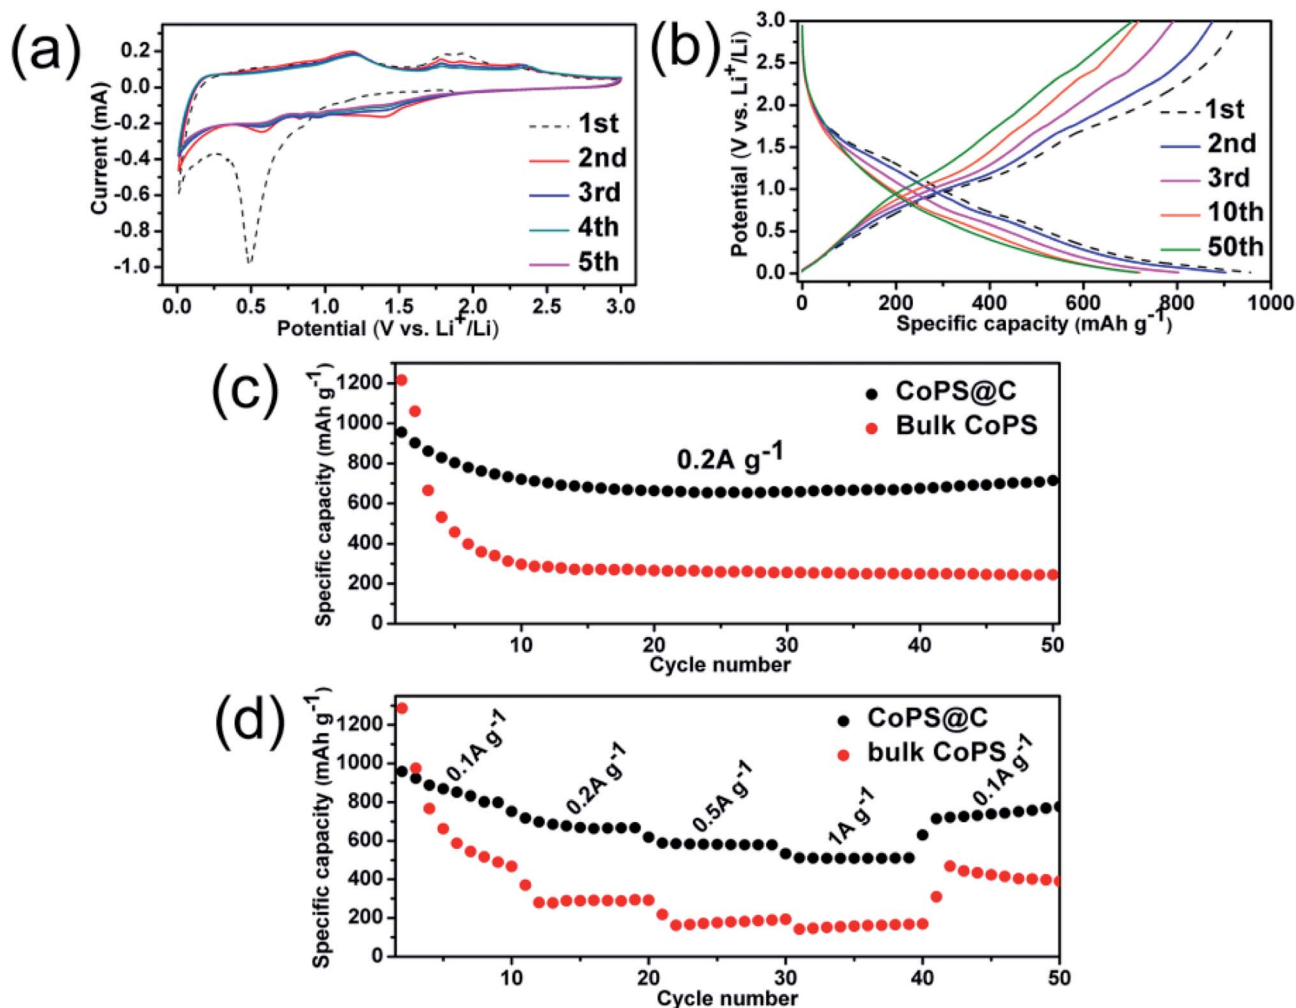 (a)
0.2
0.0
-0.2
-0.4
-0.6
-0.8
-1.0
Current (mA)
1st
2nd
3rd
4th
5th
0.0 0.5 1.0 1.5 2.0 2.5 3.0
Potential (V vs. Li⁺/Li)
(b)
3.0
2.5
2.0
1.5
1.0
0.5
0.0
Potential (V vs. Li⁺/Li)
1st
2nd
3rd
10th
50th
0 200 400 600 800 1000
Specific capacity (mAh g⁻¹)
(c)
1200
1000
800
600
400
200
0
Specific capacity (mAh g⁻¹)
CoPS@C
Bulk CoPS
0.2A g⁻¹
10 20 30 40 50
Cycle number
(d)
1200
1000
800
600
400
200
0
Specific capacity (mAh g⁻¹)
CoPS@C
bulk CoPS
0.1A g⁻¹
0.2A g⁻¹
0.5A g⁻¹
1A g⁻¹
0.1A g⁻¹
10 20 30 40 50
Cycle number